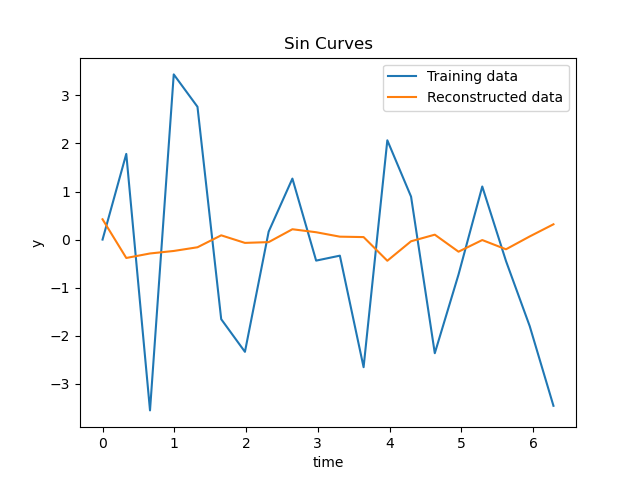 Sin Curves
Training data
Reconstructed data
3
2
1
0
−1
−2
−3
y
0 1 2 3 4 5 6
time